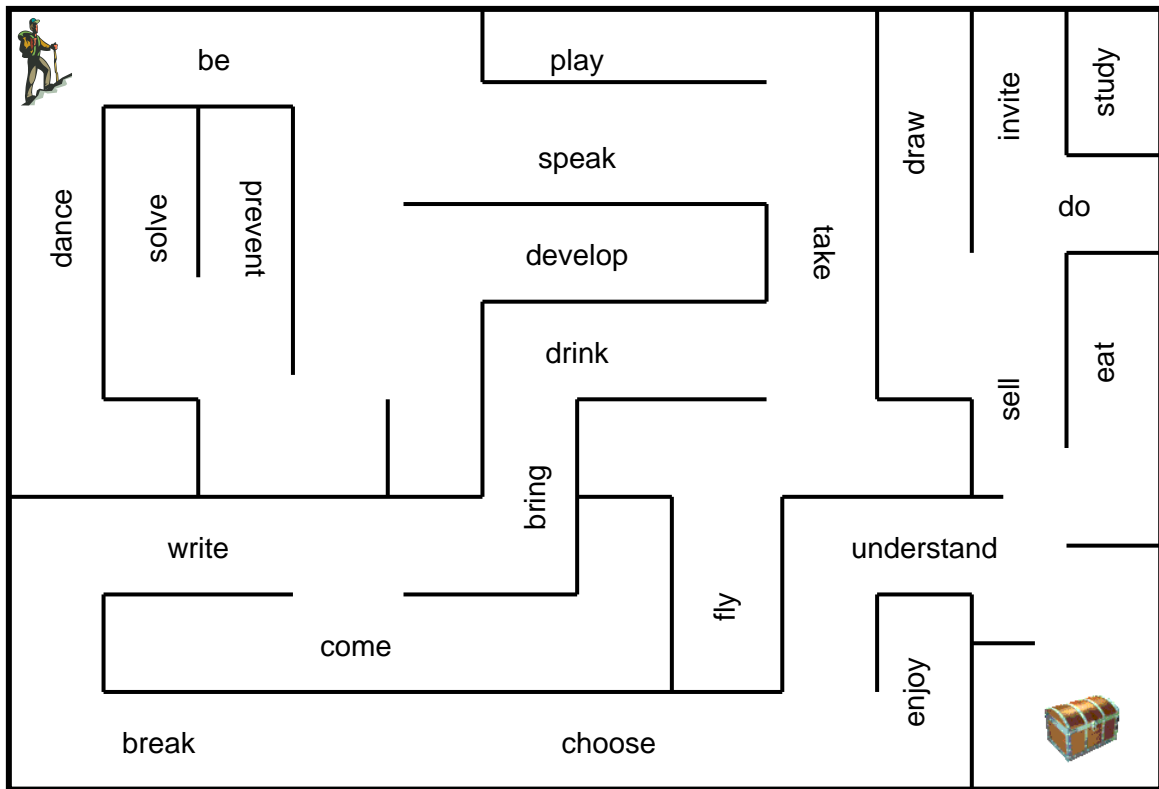 be
play
study
invite
draw
speak
dance
solve
prevent
do
take
develop
drink
eat
sell
bring
write
understand
fly
come
enjoy
break
choose